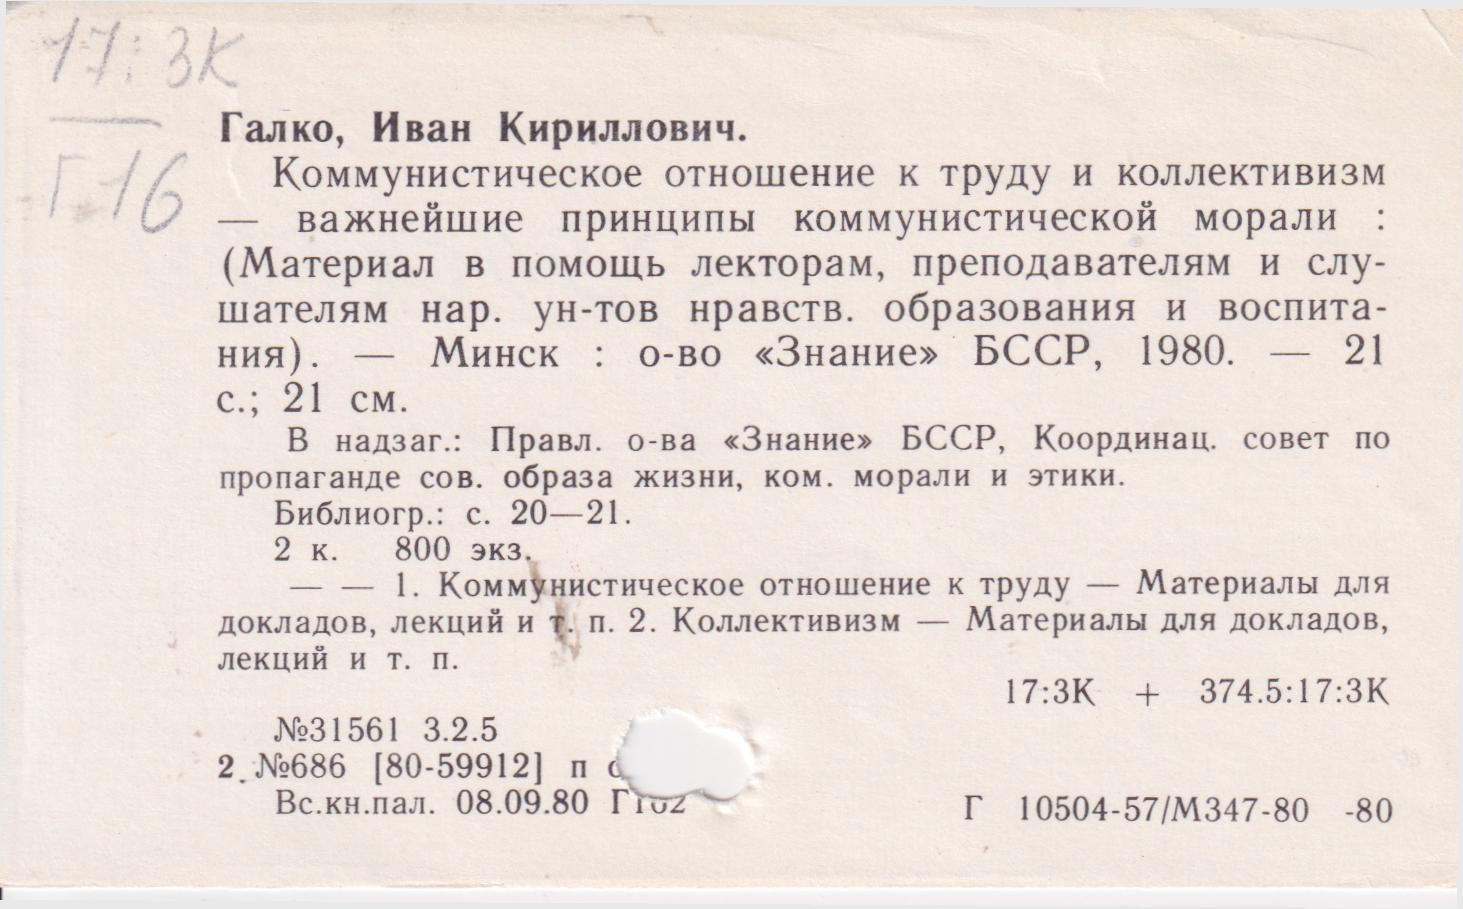 17:3К
Г16
Галко, Иван Кириллович.
Коммунистическое отношение к труду и коллективизм
— важнейшие принципы коммунистической морали :
(Материал в помощь лекторам, преподавателям и слу-
шателям нар. ун-тов нравств. образования и воспита-
ния). — Минск : о-во «Знание» БССР, 1980. — 21
с.; 21 см.
В надзаг.: Правл. о-ва «Знание» БССР, Координац. совет по
пропаганде сов. образа жизни, ком. морали и этики.
Библиогр.: с. 20—21.
2 к. 800 экз.
— — 1. Коммунистическое отношение к труду — Материалы для
докладов, лекций и т. п. 2. Коллективизм — Материалы для докладов,
лекций и т. п.
17:3К + 374.5:17:3К
№31561 3.2.5
2. №686 [80-59912] п
Вс.кн.пал. 08.09.80
Г 10504-57/М347-80 -80